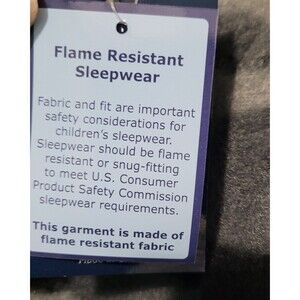 Flame Resistant
Sleepwear
Fabric and fit are important
safety considerations for
children's sleepwear.
Sleepwear should be flame
resistant or snug-fitting
to meet U.S. Consumer
Product Safety Commission
sleepwear requirements.
This garment is made of
flame resistant fabric